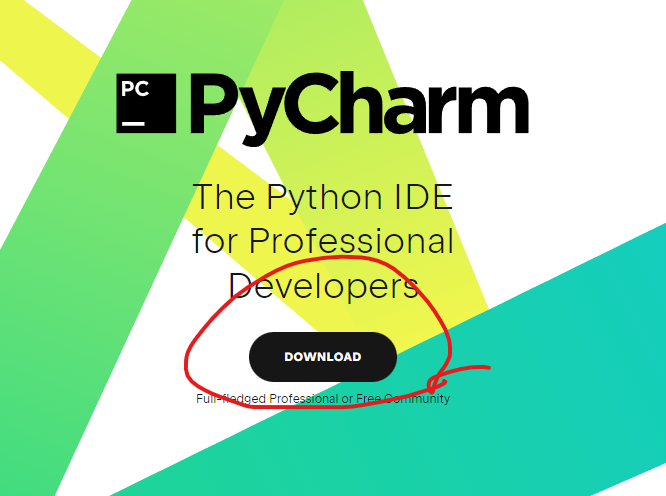 PC
PyCharm
The Python IDE
for Professional
Developers
DOWNLOAD
Full-fledged Professional or Free Community